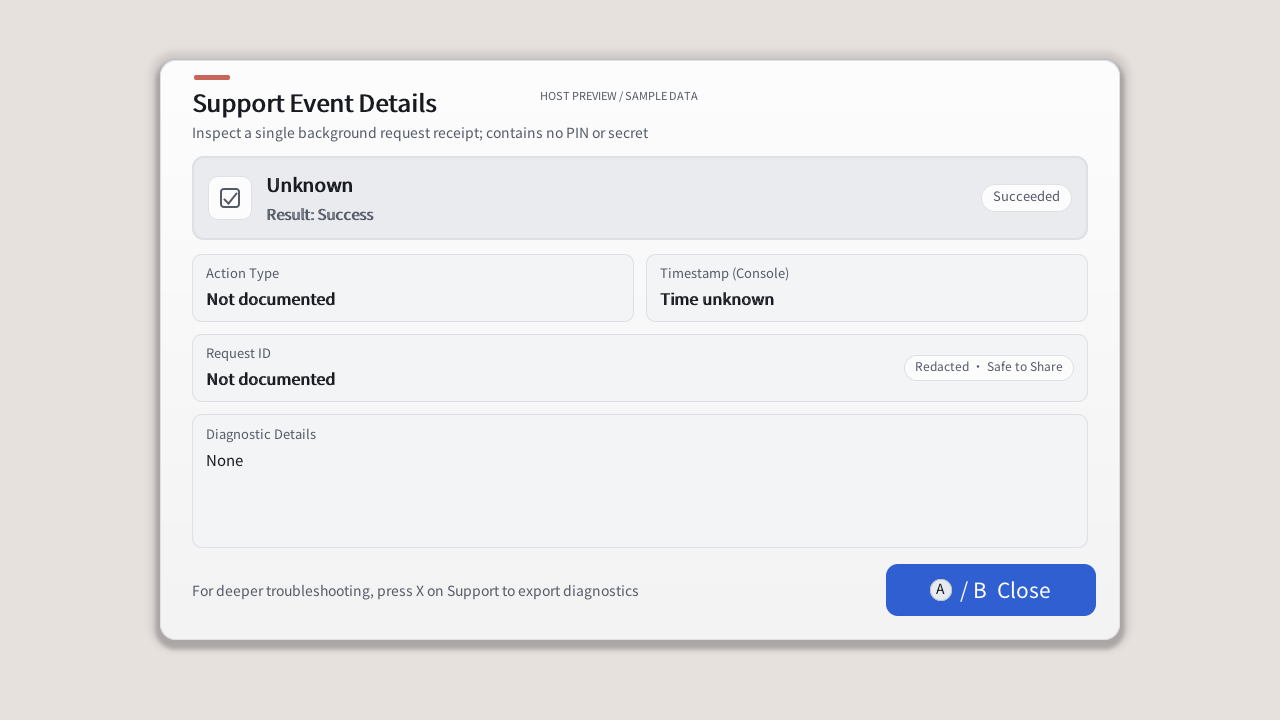 Support Event Details
HOST PREVIEW / SAMPLE DATA
Inspect a single background request receipt; contains no PIN or secret
Unknown
Result: Success
Succeeded
Action Type
Not documented
Timestamp (Console)
Time unknown
Request ID
Not documented
Redacted • Safe to Share
Diagnostic Details
None
For deeper troubleshooting, press X on Support to export diagnostics
A / B Close